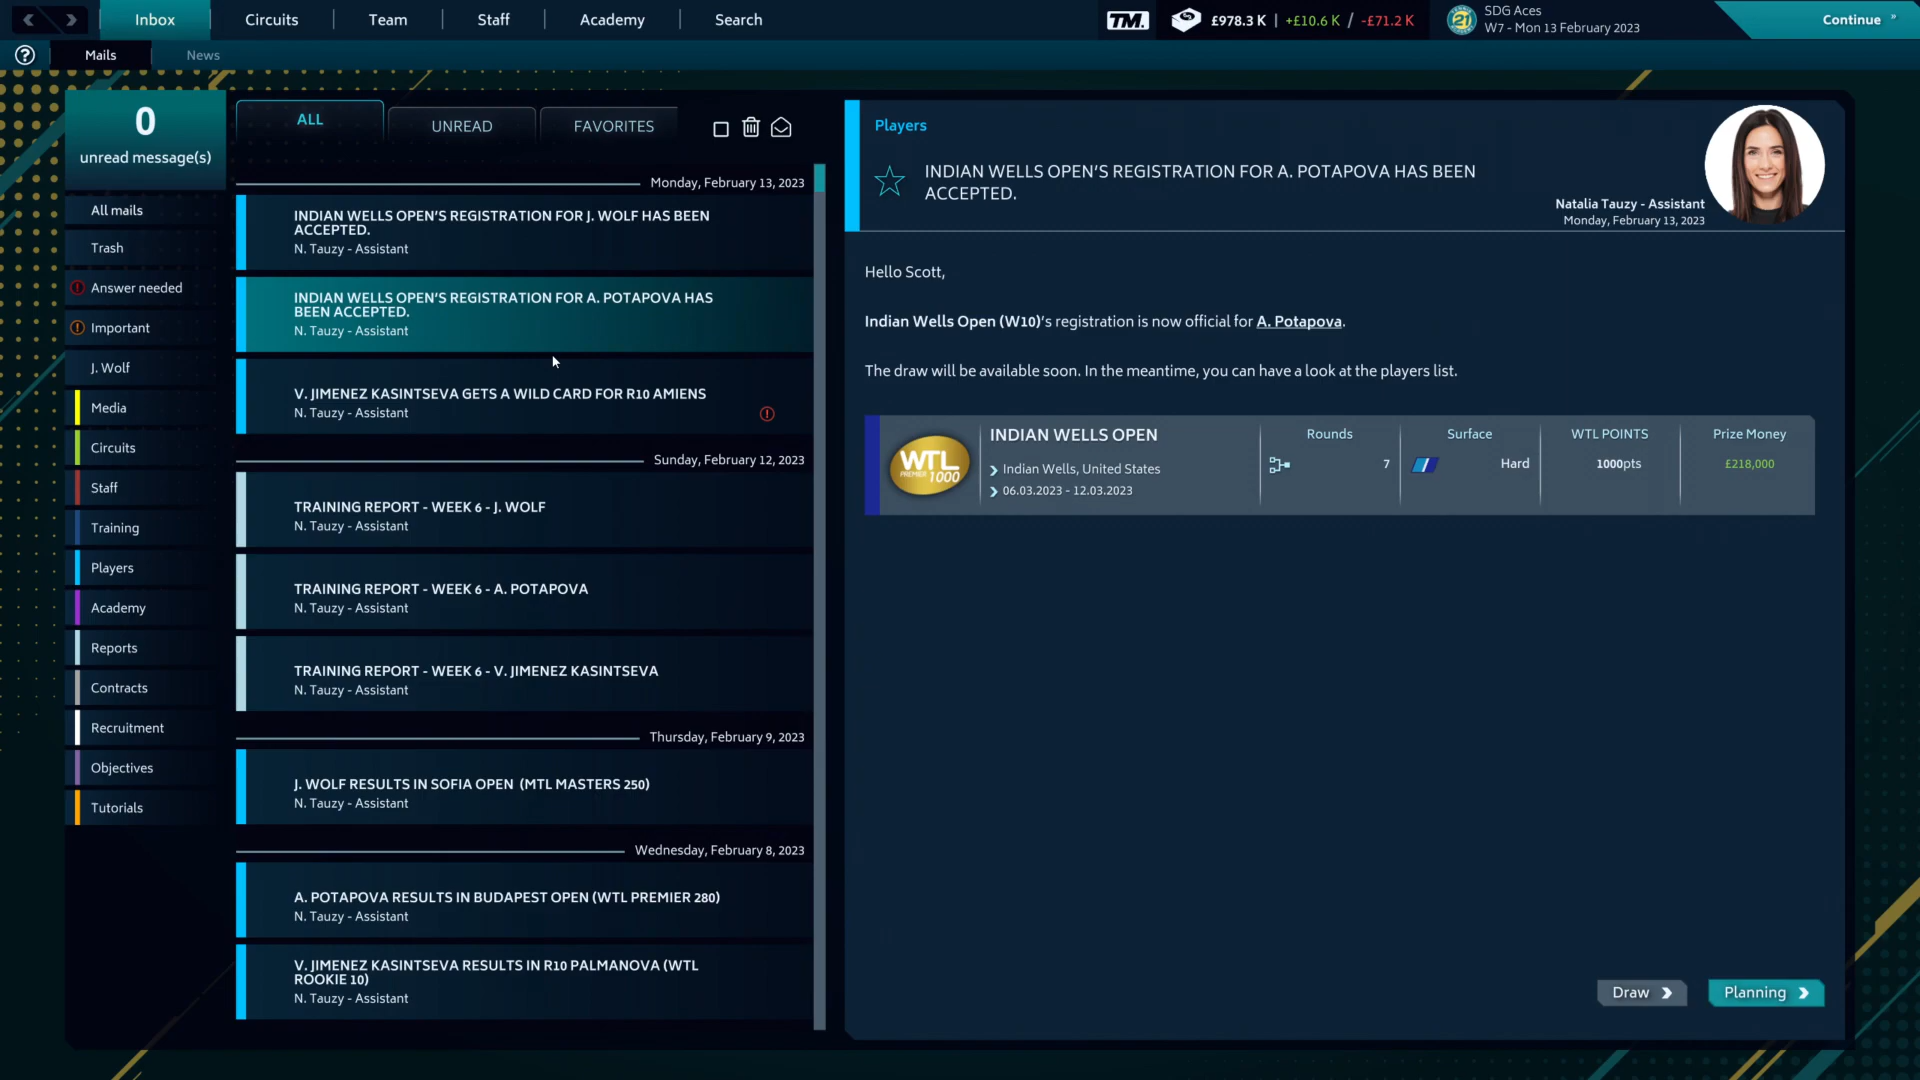 Inbox
Circuits
Team
Staff
Academy
Search
TM.
£978.3 K | +£10.6 K / -£71.2 K
21
SDG Aces
W7 - Mon 13 February 2023
Continue
Mails
News
0
unread message(s)
All mails
Trash
Answer needed
Important
J. Wolf
Media
Circuits
Staff
Training
Players
Academy
Reports
Contracts
Recruitment
Objectives
Tutorials
ALL
UNREAD
FAVORITES
Monday, February 13, 2023
INDIAN WELLS OPEN'S REGISTRATION FOR J. WOLF HAS BEEN
ACCEPTED.
N. Tauzy - Assistant
INDIAN WELLS OPEN'S REGISTRATION FOR A. POTAPOVA HAS
BEEN ACCEPTED.
N. Tauzy - Assistant
V. JIMENEZ KASINTSEVA GETS A WILD CARD FOR R10 AMIENS
N. Tauzy - Assistant
Sunday, February 12, 2023
TRAINING REPORT - WEEK 6 - J. WOLF
N. Tauzy - Assistant
TRAINING REPORT - WEEK 6 - A. POTAPOVA
N. Tauzy - Assistant
TRAINING REPORT - WEEK 6 - V. JIMENEZ KASINTSEVA
N. Tauzy - Assistant
Thursday, February 9, 2023
J. WOLF RESULTS IN SOFIA OPEN (MTL MASTERS 250)
N. Tauzy - Assistant
Wednesday, February 8, 2023
A. POTAPOVA RESULTS IN BUDAPEST OPEN (WTL PREMIER 280)
N. Tauzy - Assistant
V. JIMENEZ KASINTSEVA RESULTS IN R10 PALMANOVA (WTL
ROOKIE 10)
N. Tauzy - Assistant
Players
INDIAN WELLS OPEN'S REGISTRATION FOR A. POTAPOVA HAS BEEN
ACCEPTED.
Natalia Tauzy - Assistant
Monday, February 13, 2023
Hello Scott,
Indian Wells Open (W10)'s registration is now official for A. Potapova.
The draw will be available soon. In the meantime, you can have a look at the players list.
WTL
PREMIER 1000
INDIAN WELLS OPEN
Indian Wells, United States
06.03.2023 - 12.03.2023
Rounds
7
Surface
Hard
WTL POINTS
1000pts
Prize Money
£218,000
Draw
Planning